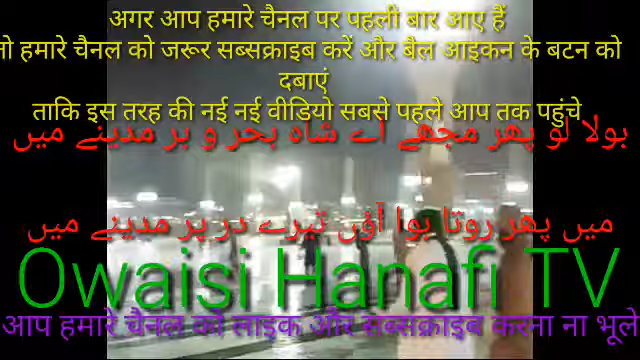 अगर आप हमारे चैनल पर पहली बार आए हैं
तो हमारे चैनल को जरूर सब्सक्राइब करें और बैल आइकन के बटन को
दबाएं
ताकि इस तरह की नई नई वीडियो सबसे पहले आप तक पहुंचे
بولا لو پھر مجھے اے شاہ بحر و بر مدینے میں
میں پھر روتا ہوا آؤں تیرے در پر مدینے میں
Owaisi Hanafi TV
आप हमारे चैनल को लाइक और सब्सक्राइब करना ना भूले